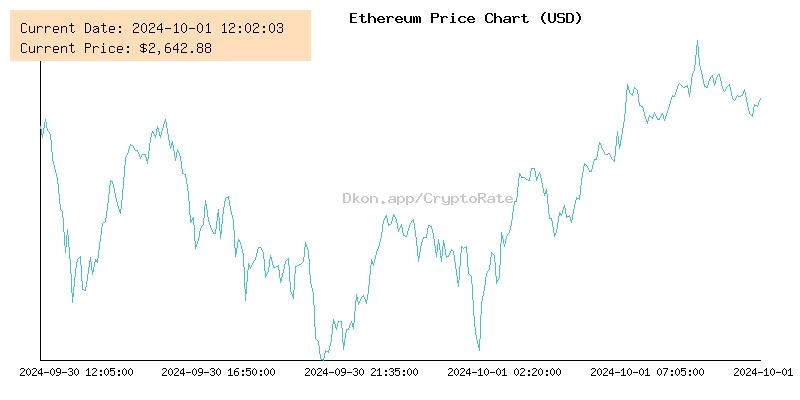 Ethereum Price Chart (USD)
Current Date: 2024-10-01 12:02:03
Current Price: $2,642.88
Dkon.app/CryptoRate
2024-09-30 12:05:00 2024-09-30 16:50:00 2024-09-30 21:35:00 2024-10-01 02:20:00 2024-10-01 07:05:00 2024-10-01